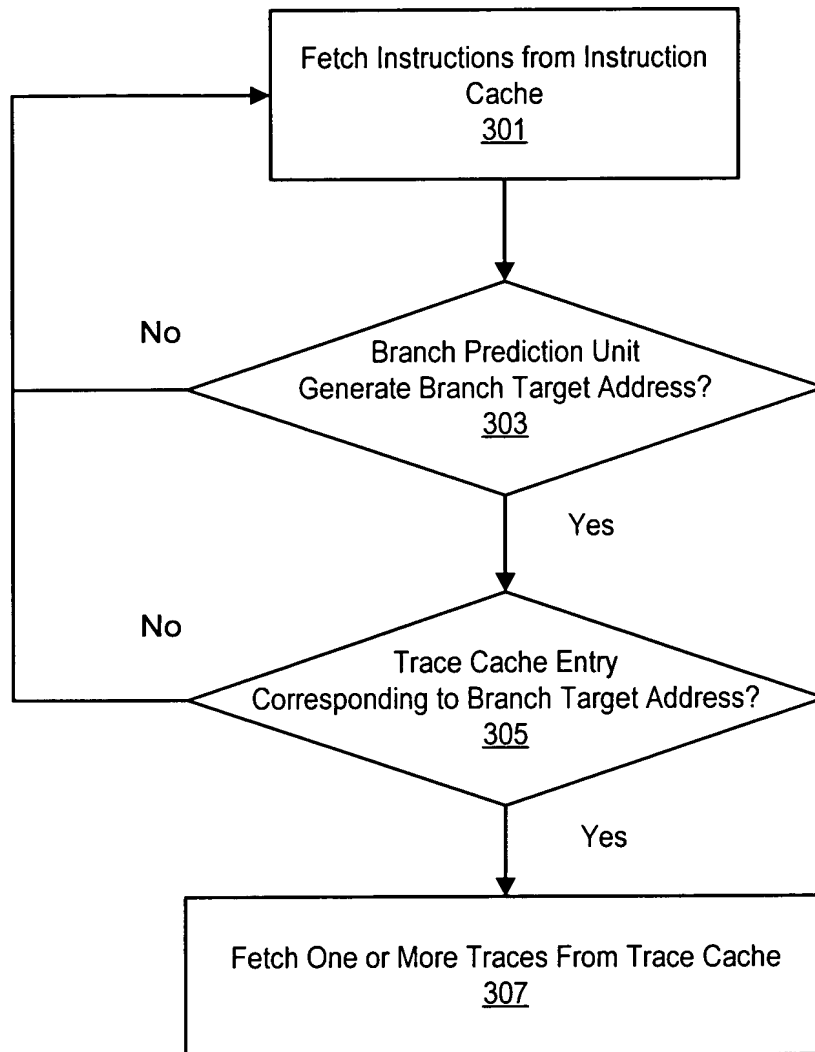 Fetch Instructions from Instruction
Cache
301
No
Branch Prediction Unit
Generate Branch Target Address?
303
Yes
No
Trace Cache Entry
Corresponding to Branch Target Address?
305
Yes
Fetch One or More Traces From Trace Cache
307